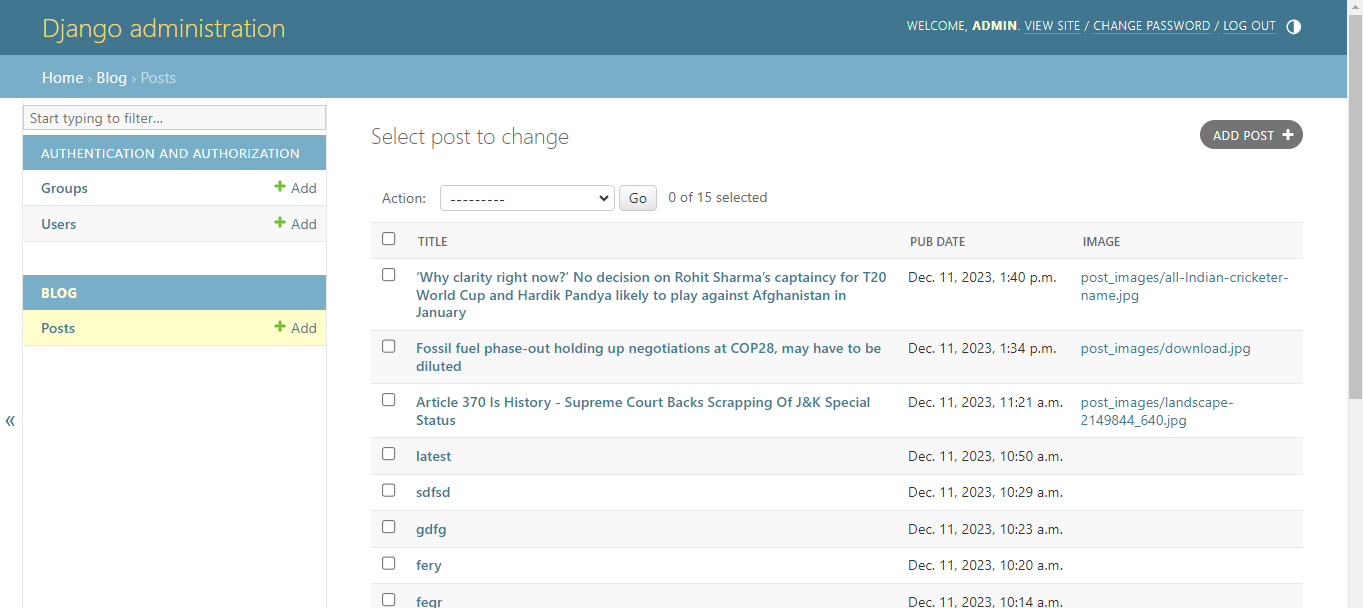 Django administration
WELCOME, ADMIN. VIEW SITE / CHANGE PASSWORD / LOG OUT
Home › Blog › Posts
Start typing to filter...
AUTHENTICATION AND AUTHORIZATION
Groups + Add
Users + Add
BLOG
Posts + Add
«
Select post to change
ADD POST +
Action: --------- Go 0 of 15 selected
TITLE PUB DATE IMAGE
‘Why clarity right now?’ No decision on Rohit Sharma’s captaincy for T20 Dec. 11, 2023, 1:40 p.m. post_images/all-Indian-cricketer-
World Cup and Hardik Pandya likely to play against Afghanistan in name.jpg
January
Fossil fuel phase-out holding up negotiations at COP28, may have to be Dec. 11, 2023, 1:34 p.m. post_images/download.jpg
diluted
Article 370 Is History - Supreme Court Backs Scrapping Of J&K Special Dec. 11, 2023, 11:21 a.m. post_images/landscape-
Status 2149844_640.jpg
latest Dec. 11, 2023, 10:50 a.m.
sdfsd Dec. 11, 2023, 10:29 a.m.
gdfg Dec. 11, 2023, 10:23 a.m.
fery Dec. 11, 2023, 10:20 a.m.
Dec. 11, 2023, 10:14 a.m.